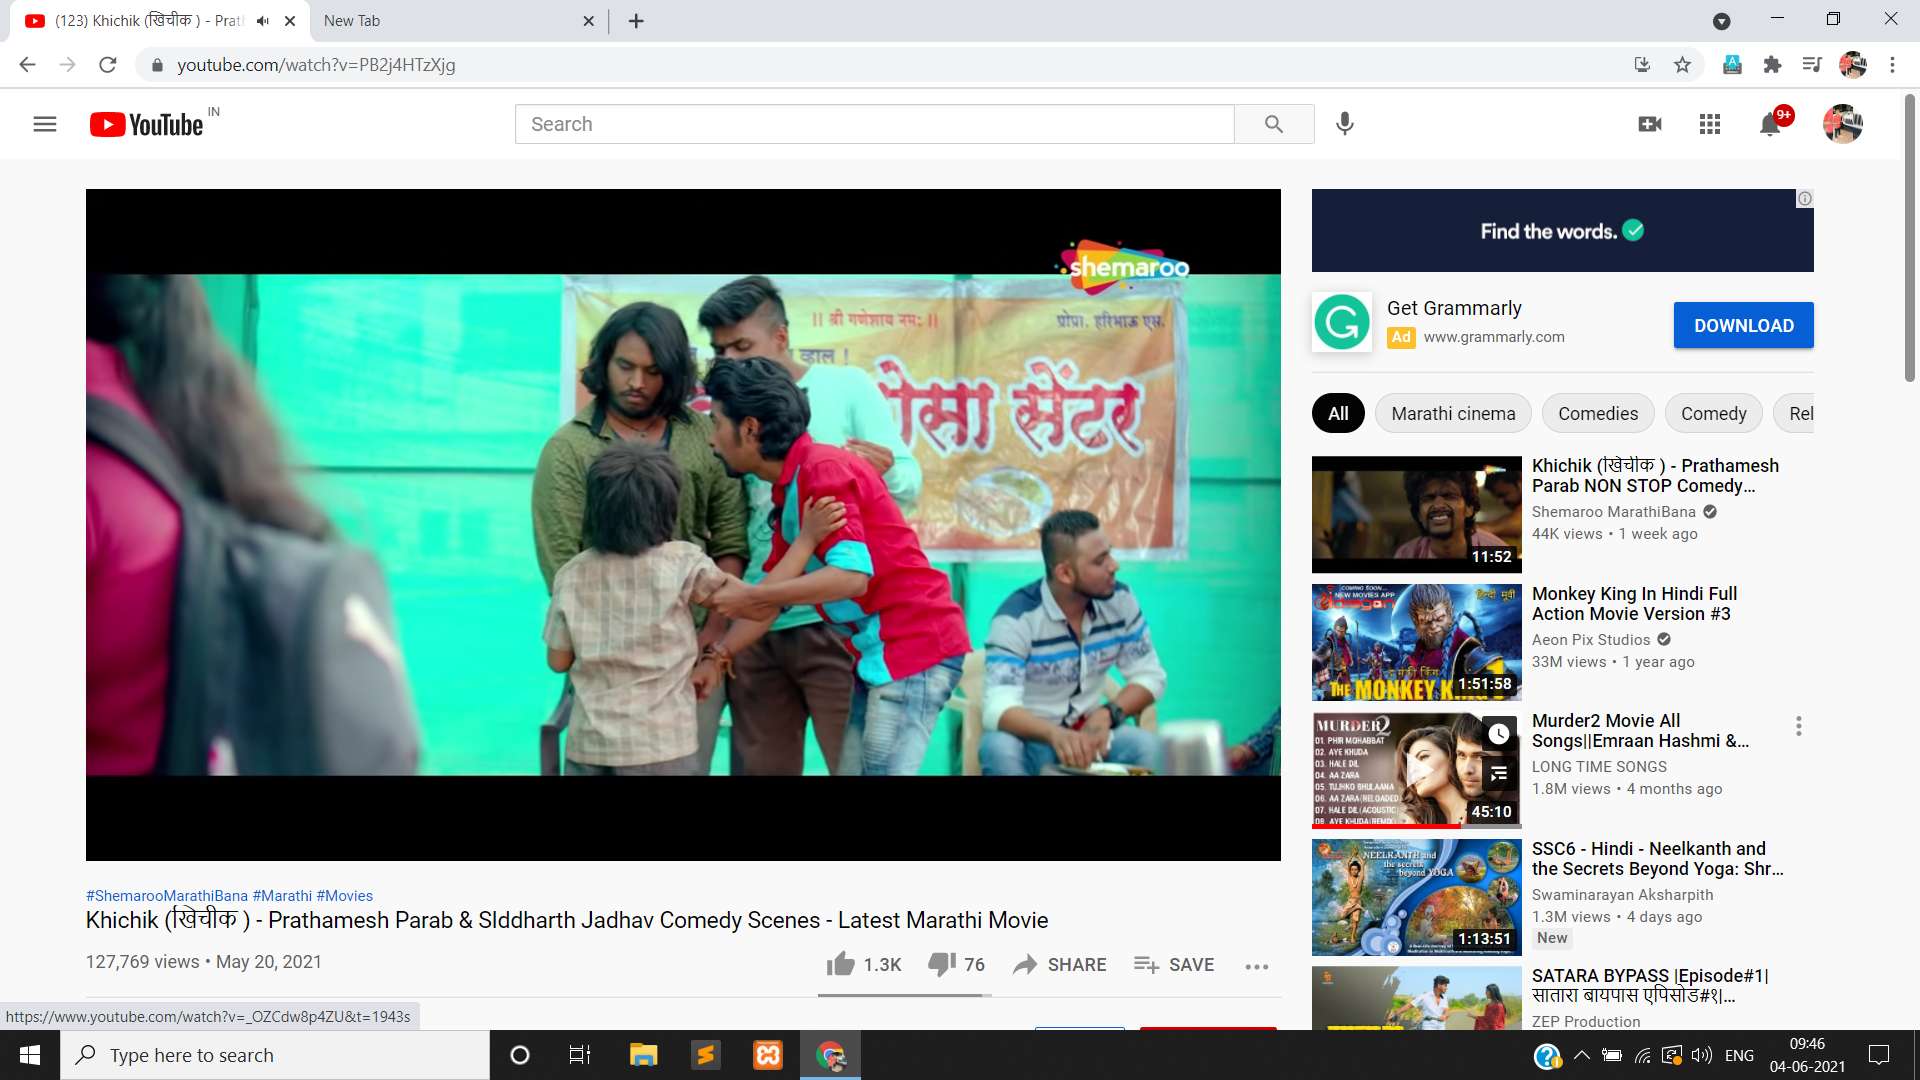 (123) Khichik (खिचीक ) - Prat
New Tab
youtube.com/watch?v=PB2j4HTzXjg
YouTube IN
Search
9+
shemaroo
|| श्री गणेशाय नमः ||
प्रोप्रा. हरिभाऊ एस.
व्हाल !
सेंटर
Find the words.
Get Grammarly
Ad www.grammarly.com
DOWNLOAD
All Marathi cinema Comedies Comedy Rel
Khichik (खिचीक ) - Prathamesh
Parab NON STOP Comedy...
Shemaroo MarathiBana
44K views • 1 week ago
11:52
COMING SOON
NEW MOVIES APP
हिन्दी मूवी
THE MONKEY KING
1:51:58
Monkey King In Hindi Full
Action Movie Version #3
Aeon Pix Studios
33M views • 1 year ago
MURDER 2
01. PHIR MOHABBAT
02. AYE KHUDA
03. HALE DIL
04. AA ZARA
05. TUJHKO BHULAANA
06. AA ZARA (RELOADED)
07. HALE DIL (ACOUSTIC)
08. AYE KHUDA (REMIX)
45:10
Murder2 Movie All
Songs||Emraan Hashmi &...
LONG TIME SONGS
1.8M views • 4 months ago
NEELKANTH and
the secrets
beyond YOGA
1:13:51
SSC6 - Hindi - Neelkanth and
the Secrets Beyond Yoga: Shr...
Swaminarayan Aksharpith
1.3M views • 4 days ago
New
SATARA BYPASS |Episode#1|
सातारा बायपास एपिसोड#१|...
ZEP Production
#ShemarooMarathiBana #Marathi #Movies
Khichik (खिचीक ) - Prathamesh Parab & SIddharth Jadhav Comedy Scenes - Latest Marathi Movie
127,769 views • May 20, 2021
1.3K 76 SHARE SAVE
https://www.youtube.com/watch?v=_OZCdw8p4ZU&t=1943s
Type here to search
ENG
09:46
04-06-2021